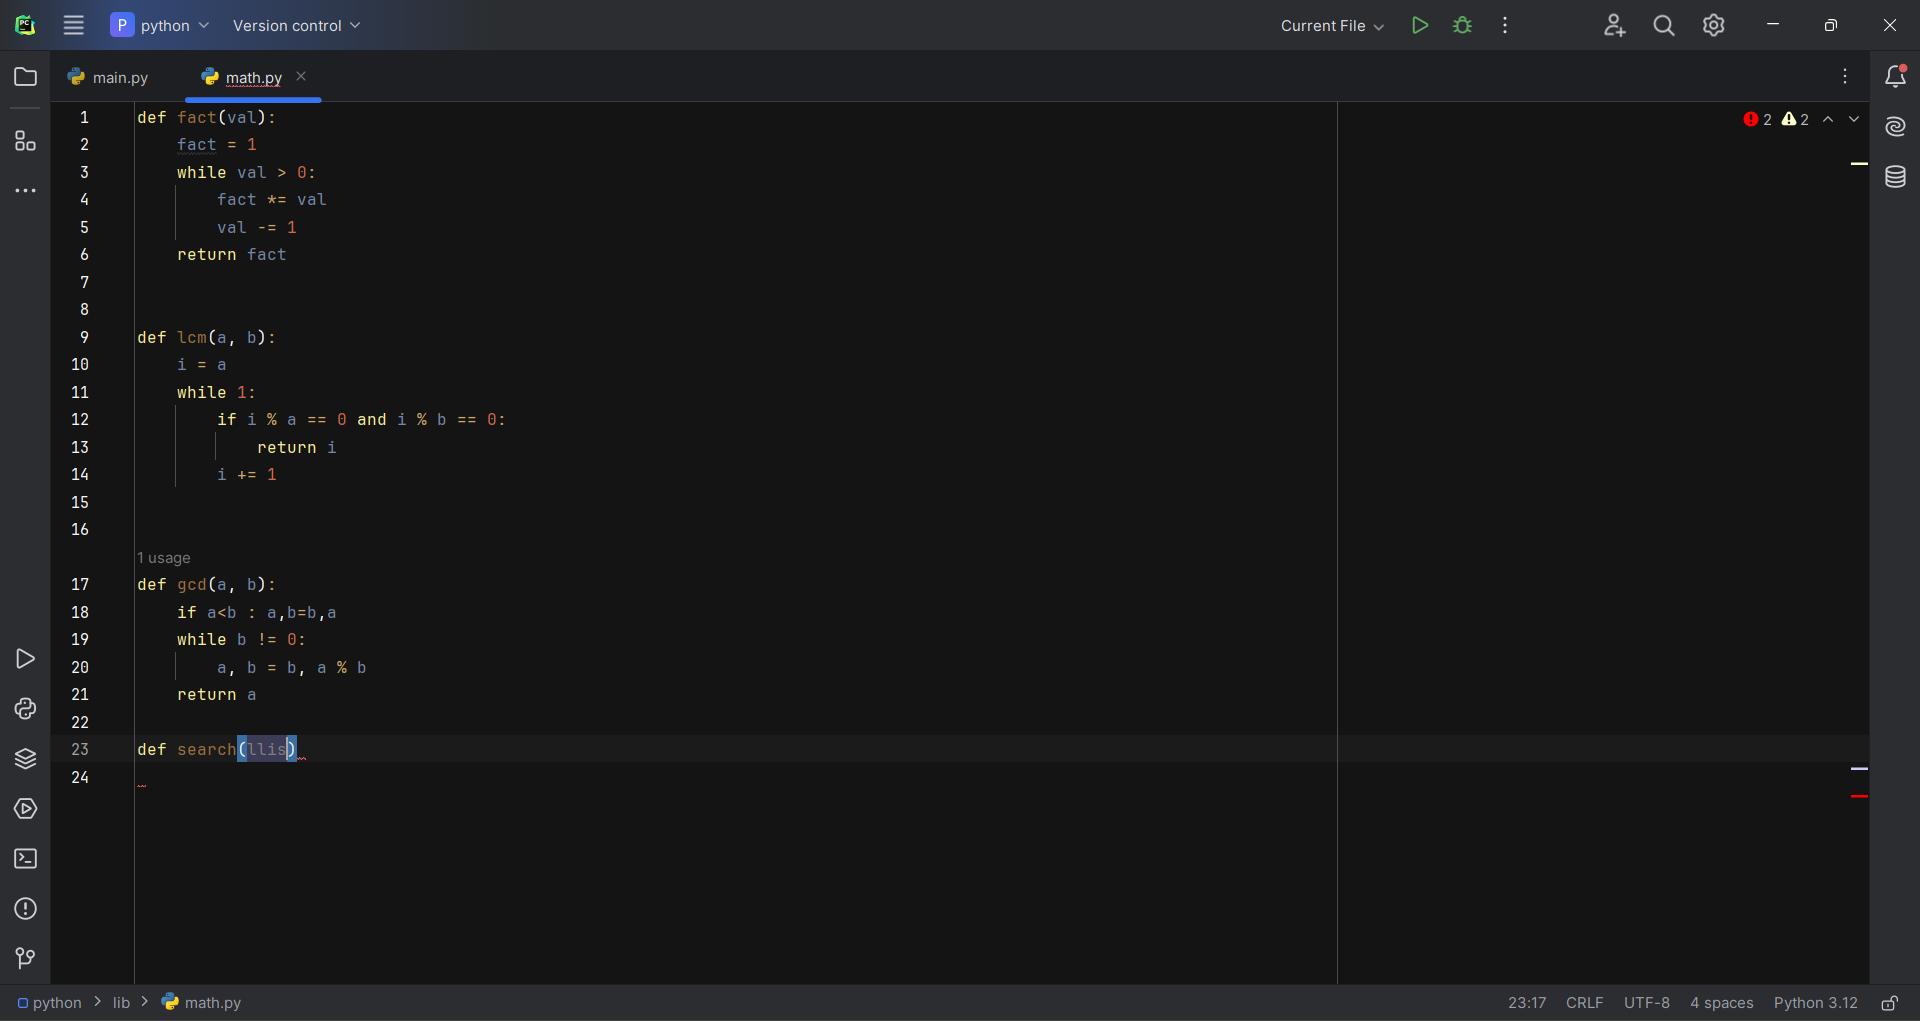 PC
P python Version control Current File
main.py math.py
1 def fact(val): 2 2
2 fact = 1
3 while val > 0:
4 fact *= val
5 val -= 1
6 return fact
7
8
9 def lcm(a, b):
10 i = a
11 while 1:
12 if i % a == 0 and i % b == 0:
13 return i
14 i += 1
15
16
1 usage
17 def gcd(a, b):
18 if a<b : a,b=b,a
19 while b != 0:
20 a, b = b, a % b
21 return a
22
23 def search(llis)
24
python > lib > math.py 23:17 CRLF UTF-8 4 spaces Python 3.12